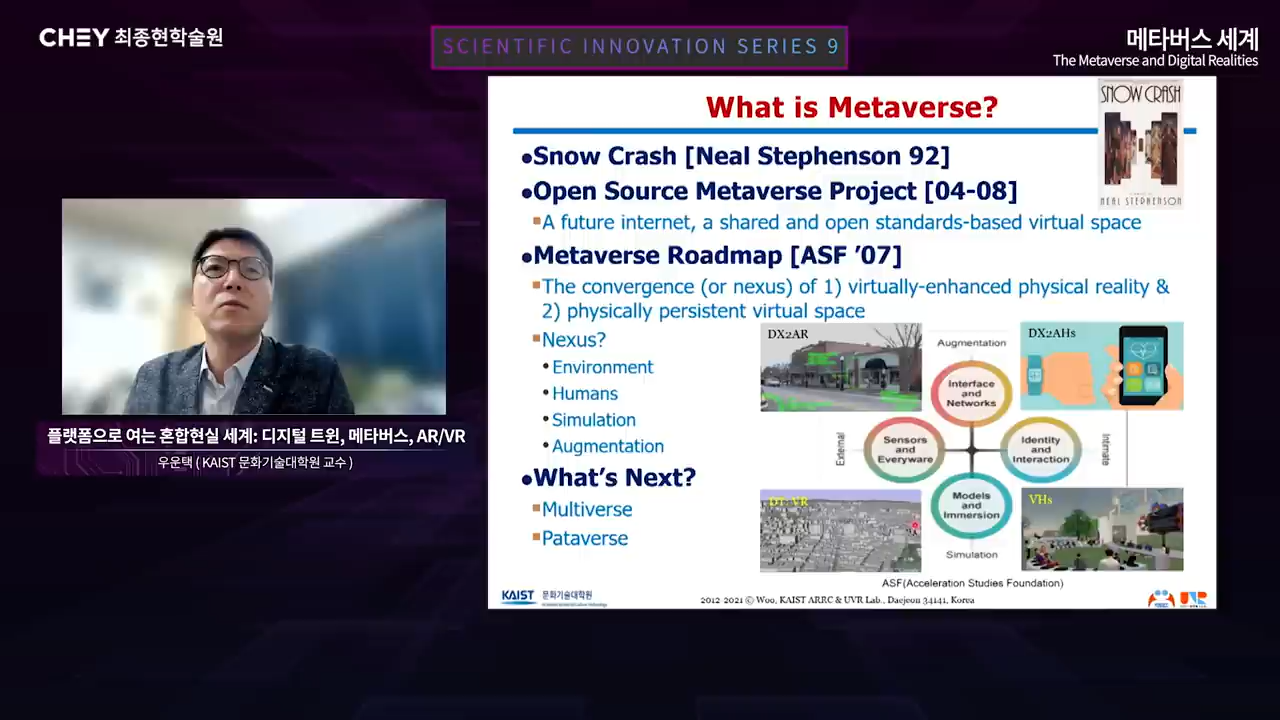 CHEY 최종현학술원
SCIENTIFIC INNOVATION SERIES 9
메타버스 세계
The Metaverse and Digital Realities
What is Metaverse?
SNOW CRASH
NEAL STEPHENSON
•Snow Crash [Neal Stephenson 92]
•Open Source Metaverse Project [04-08]
A future internet, a shared and open standards-based virtual space
•Metaverse Roadmap [ASF ’07]
The convergence (or nexus) of 1) virtually-enhanced physical reality &
2) physically persistent virtual space
Nexus?
•Environment
•Humans
•Simulation
•Augmentation
•What’s Next?
Multiverse
Pataverse
DX2AR
Augmentation
DX2AHs
Interface
and
Networks
External
Sensors
and
Everyware
Identity
and
Interaction
Intimate
DT: VR
Models
and
Immersion
VHs
Simulation
ASF(Acceleration Studies Foundation)
KAIST 문화기술대학원
2012-2021 © Woo, KAIST ARRC & UVR Lab., Daejeon 34141, Korea
플랫폼으로 여는 혼합현실 세계: 디지털 트윈, 메타버스, AR/VR
우운택 ( KAIST 문화기술대학원 교수 )